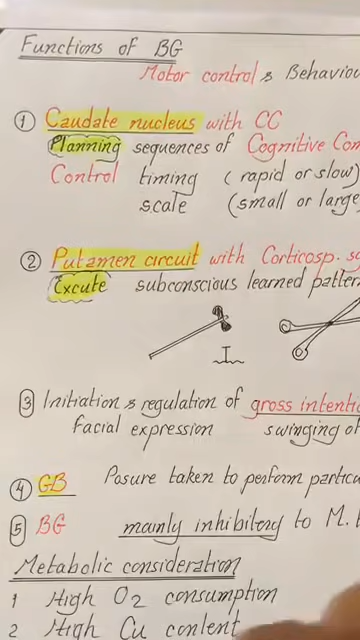 Functions of BG
Motor control & Behaviou
① Caudate nucleus with CC
Planning sequences of Cognitive Con
Control timing (rapid or slow)
scale (small or large
② Putamen circuit with Corticosp. s
Excute subconscious learned patter
③ Initiation & regulation of gross intenti
facial expression swinging of
④ GB Posure taken to perform particu
⑤ BG mainly inhibitory to M.
Metabolic consideration
1 High O2 consumption
2 High Cu content